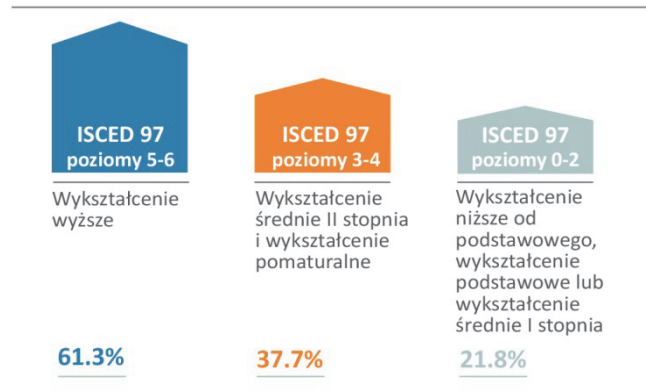 ISCED 97
poziomy 5-6
Wykształcenie
wyższe
61.3%
ISCED 97
poziomy 3-4
Wykształcenie
średnie II stopnia
i wykształcenie
pomaturalne
37.7%
ISCED 97
poziomy 0-2
Wykształcenie
niższe od
podstawowego,
wykształcenie
podstawowe lub
wykształcenie
średnie I stopnia
21.8%